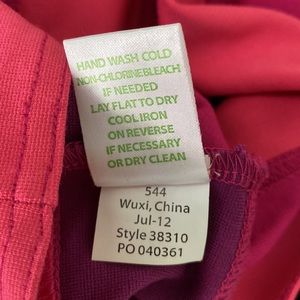 HAND WASH COLD
NON-CHLORINE BLEACH
IF NEEDED
LAY FLAT TO DRY
COOL IRON
ON REVERSE
IF NECESSARY
OR DRY CLEAN
544
Wuxi, China
Jul-12
Style 38310
PO 040361